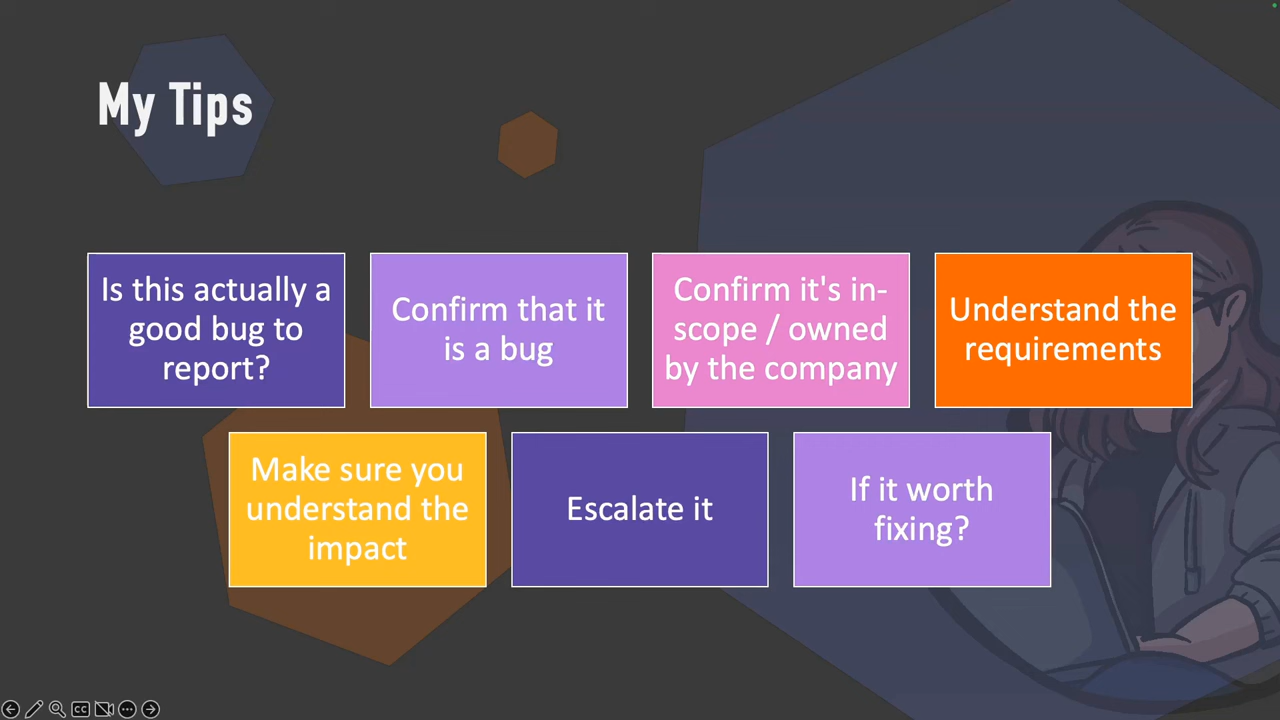 My Tips
Is this actually a
good bug to
report?
Confirm that it
is a bug
Confirm it's in-
scope / owned
by the company
Understand the
requirements
Make sure you
understand the
impact
Escalate it
If it worth
fixing?
CC